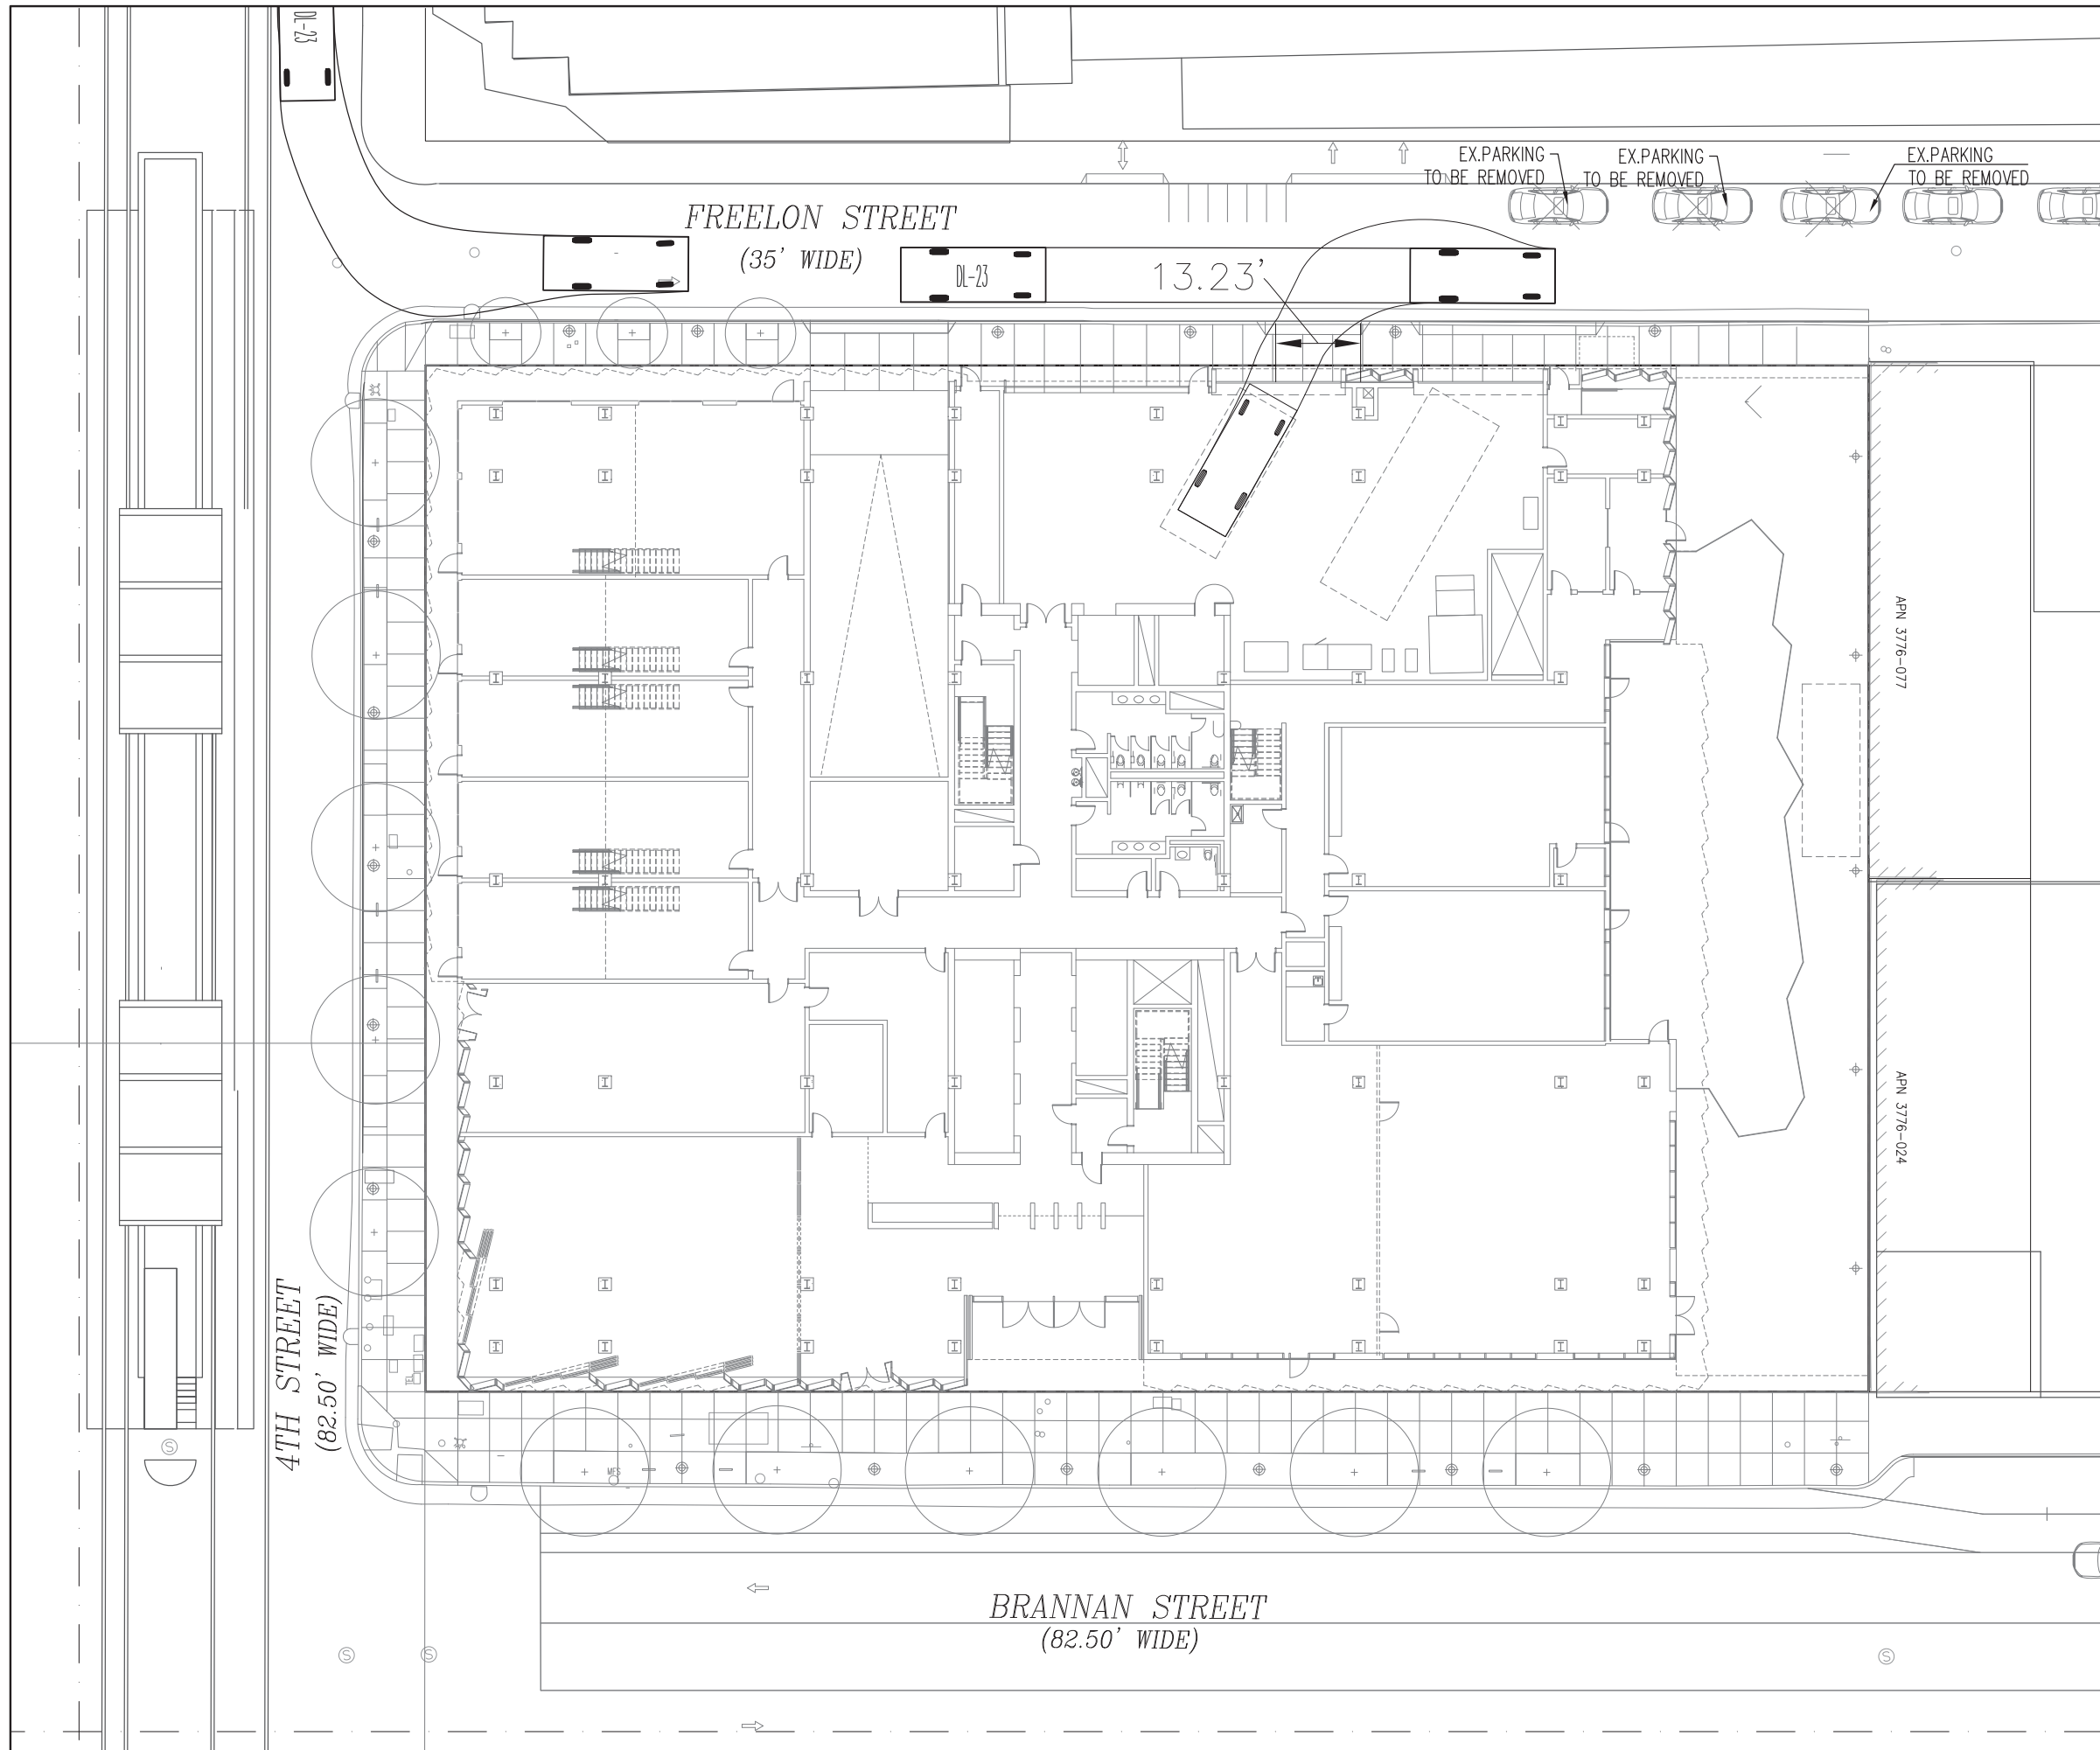 DL-23
EX.PARKING
TO BE REMOVED
EX.PARKING
TO BE REMOVED
EX.PARKING
TO BE REMOVED
FREELON STREET
(35' WIDE)
DL-23
13.23'
APN 3776-077
APN 3776-024
4TH STREET
(82.50' WIDE)
S
BRANNAN STREET
(82.50' WIDE)
S
S
S